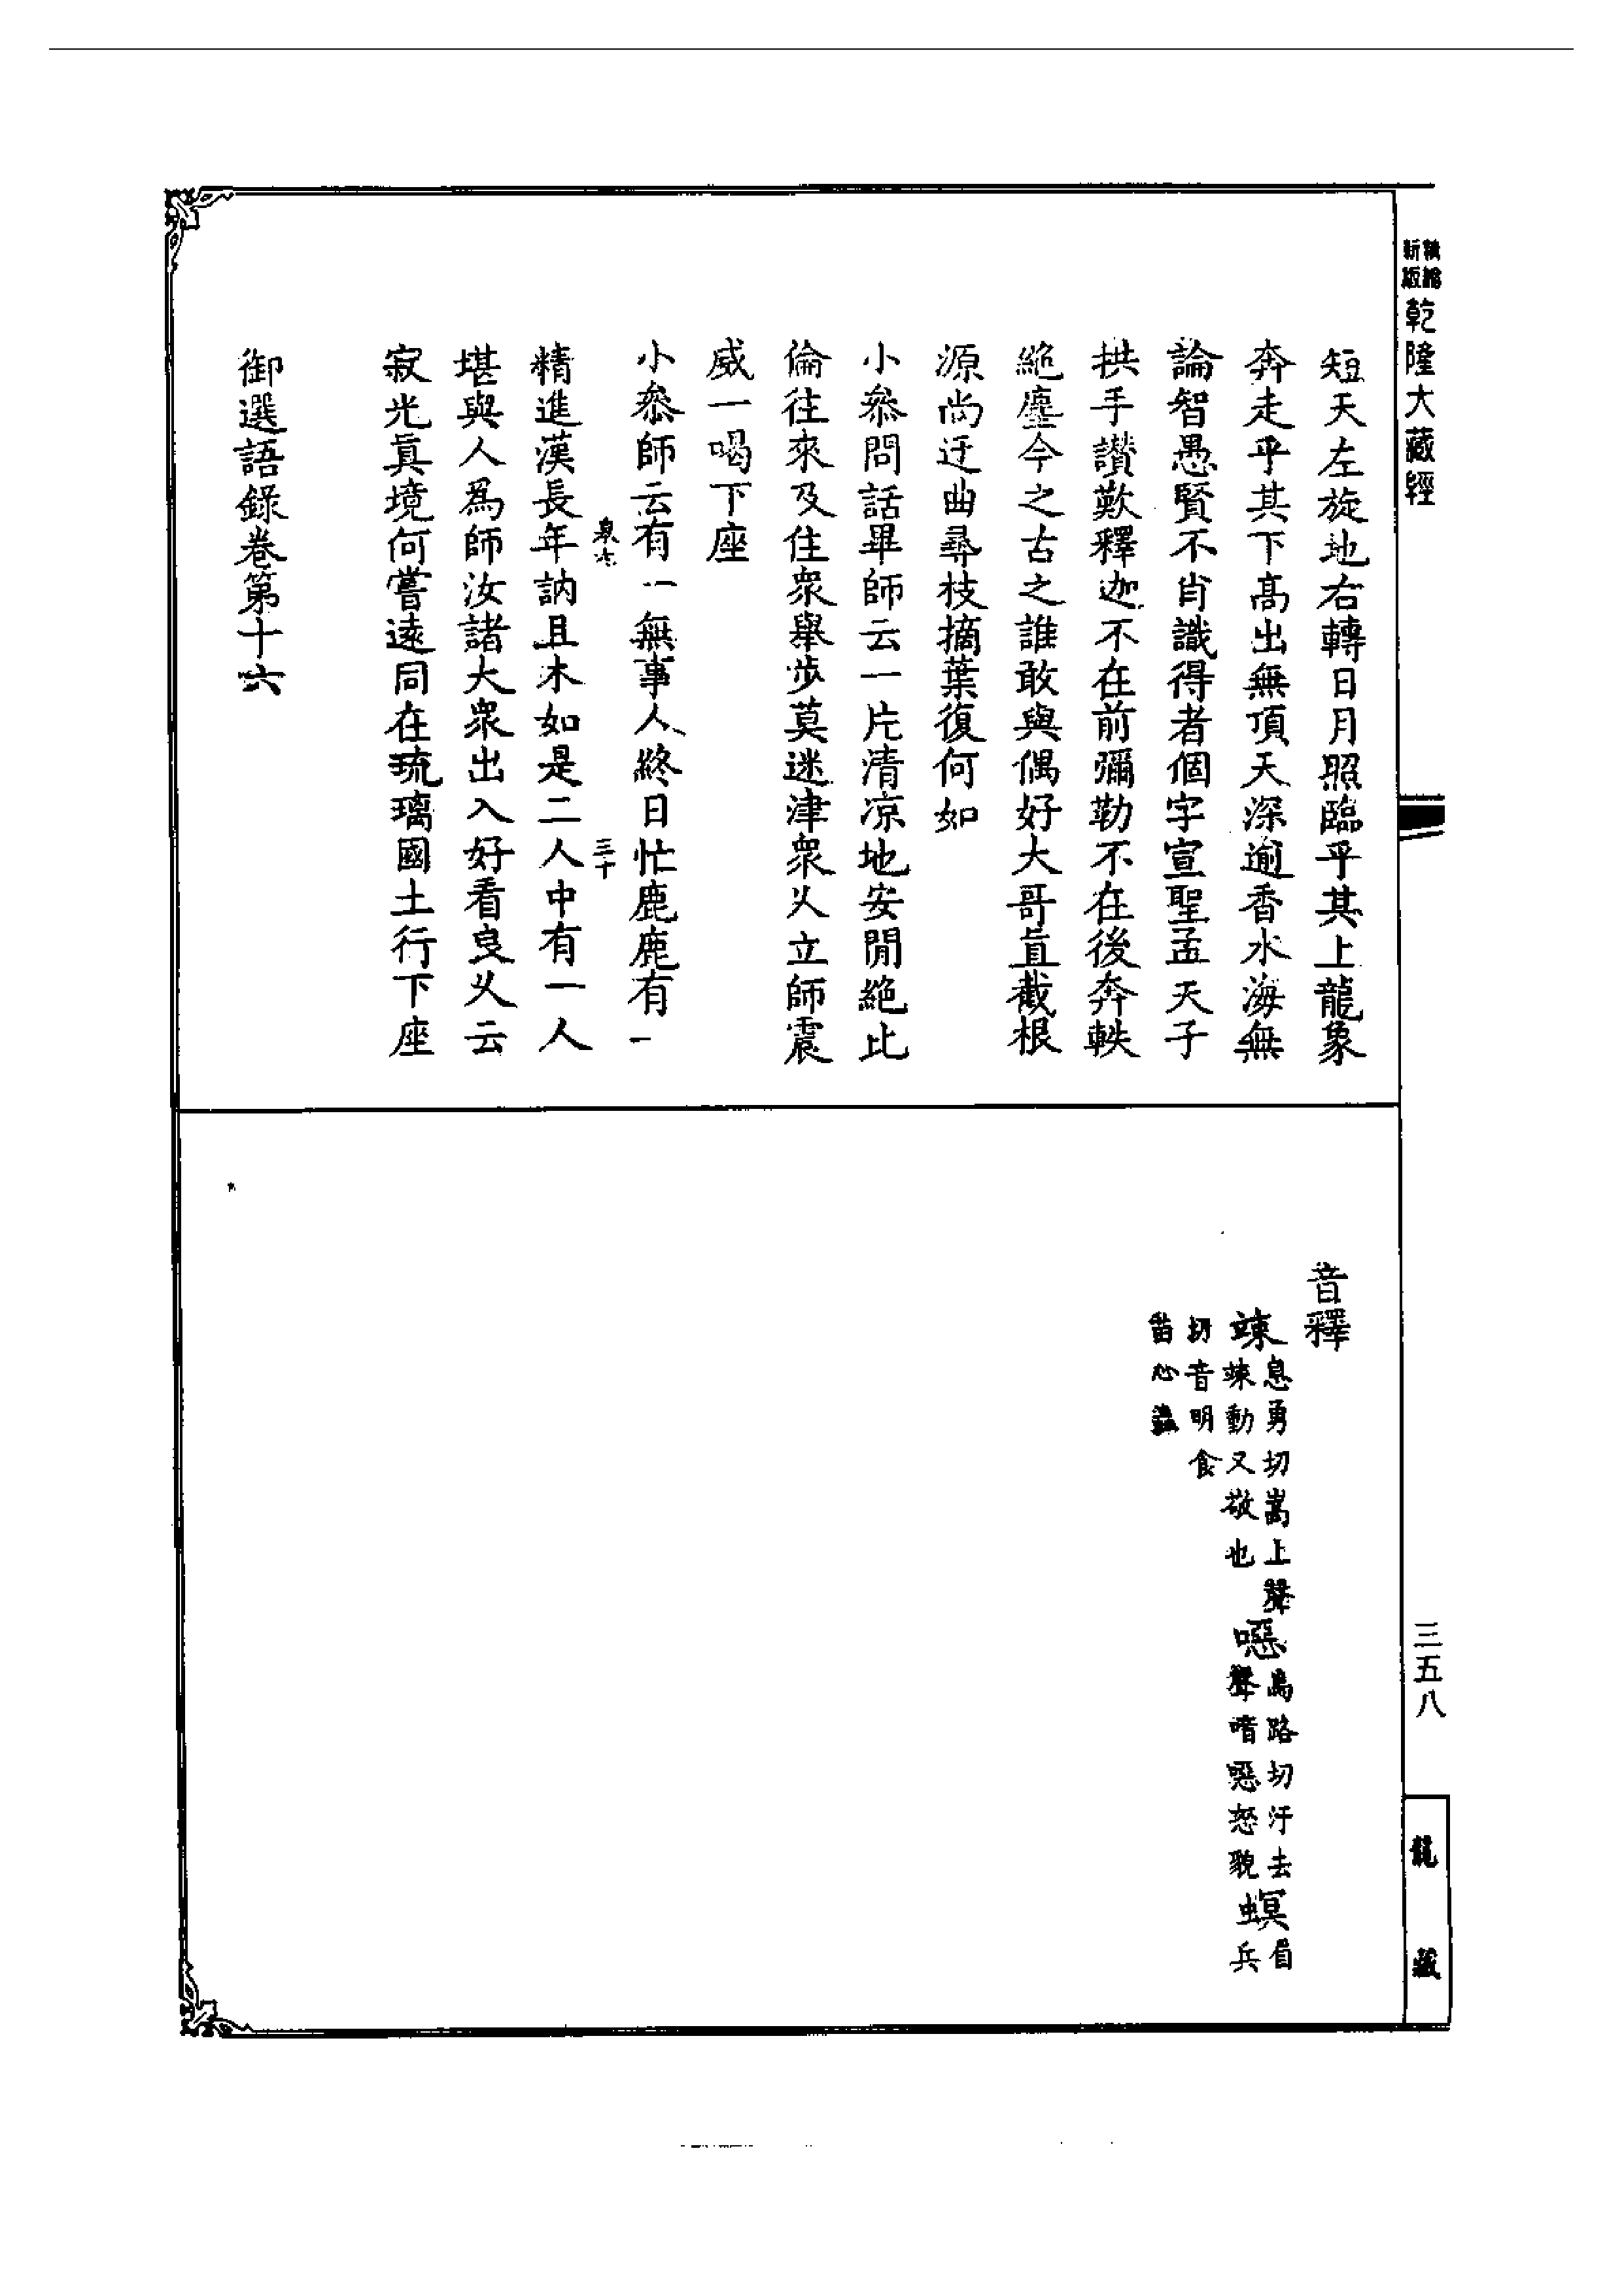 精縮新版乾隆大藏經
三五八
龍藏
短天左旋地右轉日月照臨乎其上龍象
奔走乎其下高出無頂天深逾香水海無
論智愚賢不肖識得者個字宣聖孟天子
拱手讚歎釋迦不在前彌勒不在後奔軼
絕塵今之古之誰敢與偶好大哥直截根
源尚迂曲尋枝摘葉復何如
小叅問話畢師云一片清涼地安閒絕比
倫往來及住衆舉步莫迷津衆乆立師震
威一喝下座
小叅師云有一無事人終日忙鹿鹿有一
三十
精進漢長年訥且木如是二人中有一人
堪與人爲師汝諸大衆出入好看良乆云
寂光眞境何嘗遠同在琉璃國土行下座
御選語錄卷第十六
音釋
竦息勇切嵩上聲竦動又敬也 噁烏路切汙去聲喑噁怒貌 螟眉兵
切音明食苗心蟲